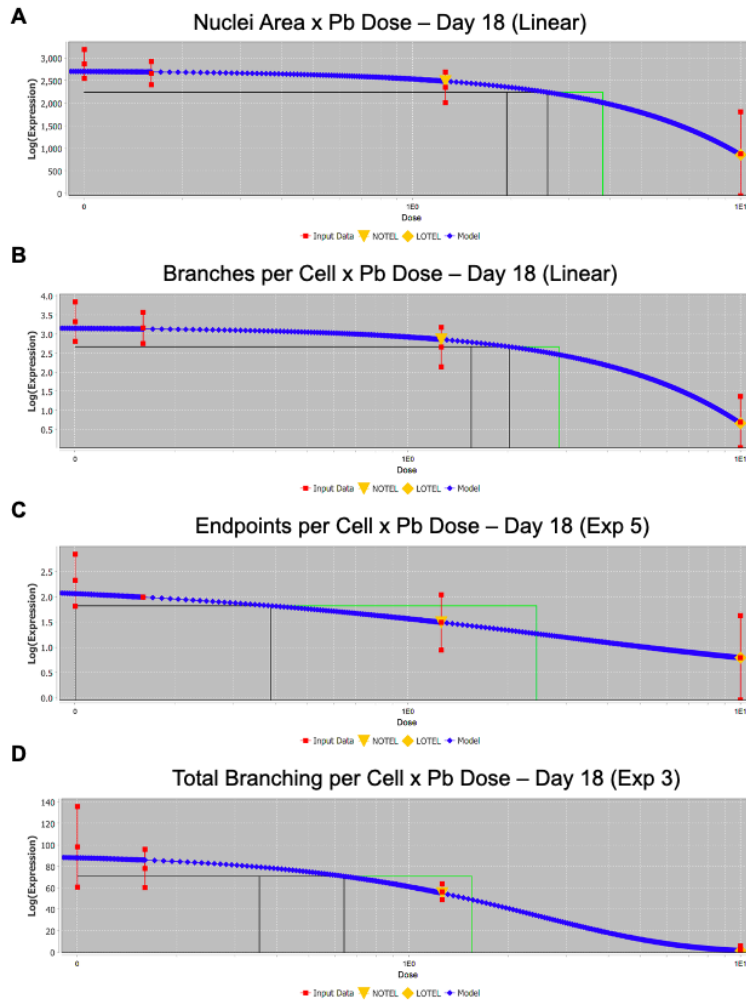 A
Nuclei Area x Pb Dose – Day 18 (Linear)
Log(Expression)
3,000
2,500
2,000
1,500
1,000
500
0
0
1E0
1E1
Dose
Input Data NOTEL LOTEL Model
B
Branches per Cell x Pb Dose – Day 18 (Linear)
Log(Expression)
4.0
3.5
3.0
2.5
2.0
1.5
1.0
0.5
0
1E0
1E1
Dose
Input Data NOTEL LOTEL Model
C
Endpoints per Cell x Pb Dose – Day 18 (Exp 5)
Log(Expression)
2.5
2.0
1.5
1.0
0.5
0.0
0
1E0
1E1
Dose
Input Data NOTEL LOTEL Model
D
Total Branching per Cell x Pb Dose – Day 18 (Exp 3)
Log(Expression)
140
120
100
80
60
40
20
0
0
1E0
1E1
Dose
Input Data NOTEL LOTEL Model